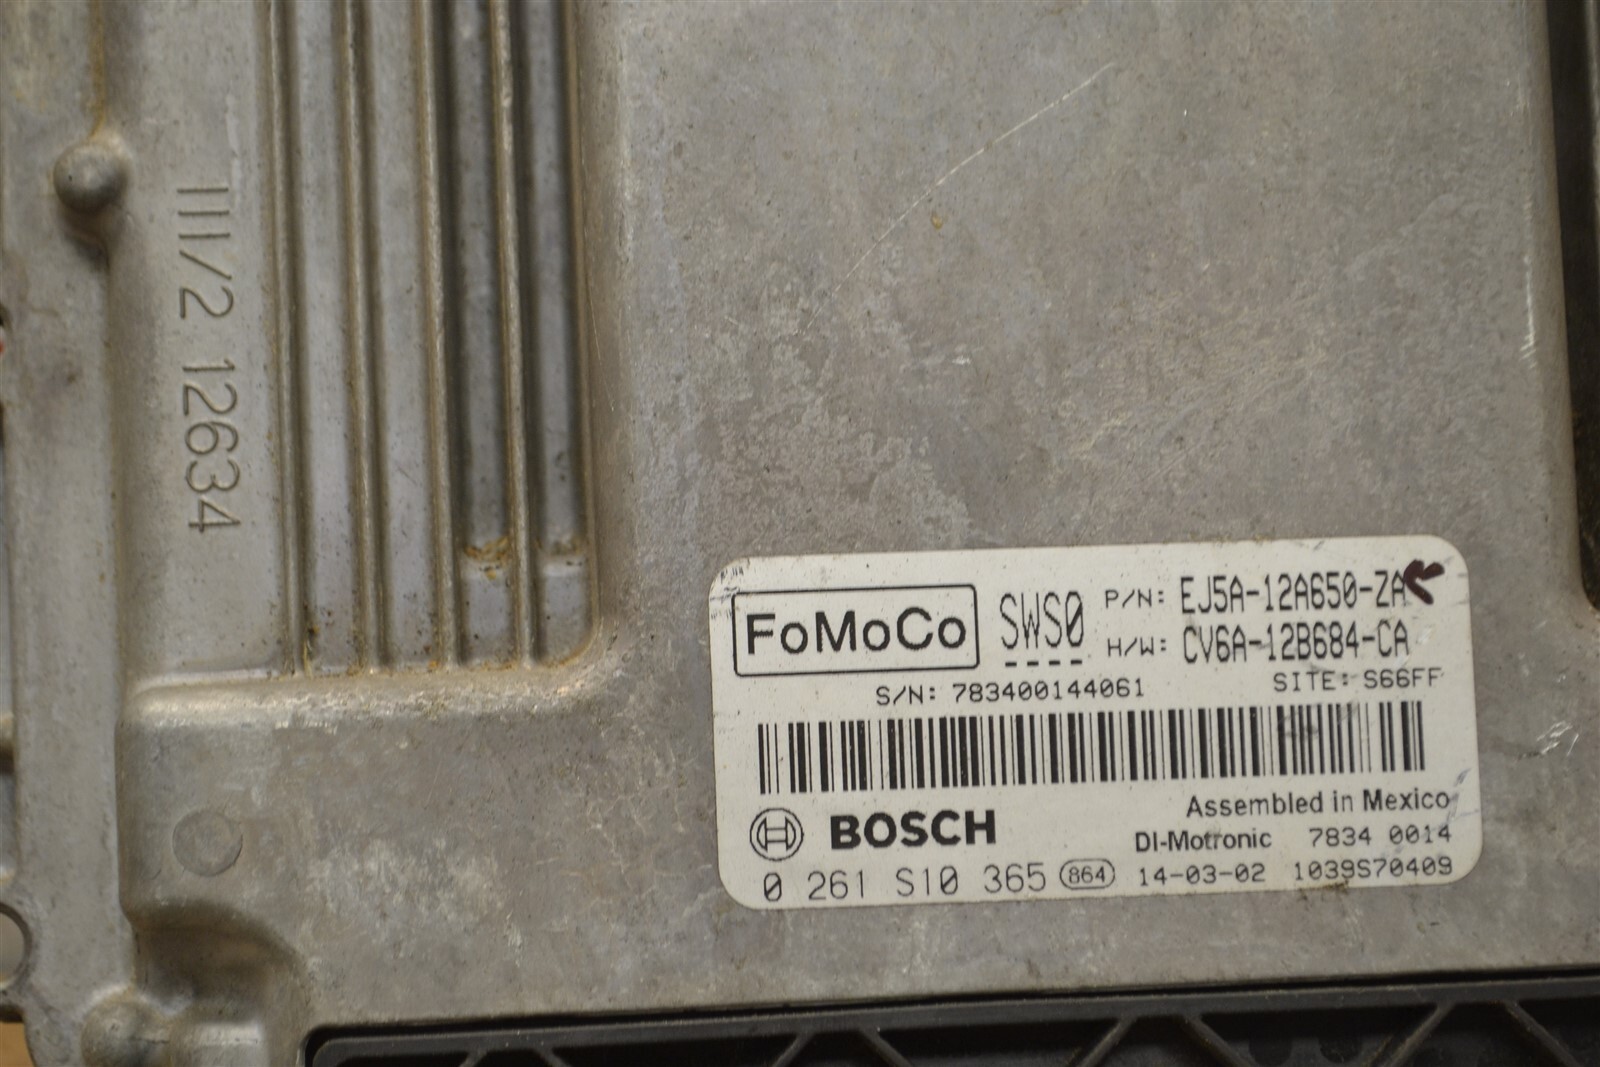 III/2 12634
FoMoCo SWS0 P/N: EJ5A-12A650-ZA
H/W: CV6A-12B684-CA
S/N: 783400144061 SITE: S66FF
BOSCH Assembled in Mexico
DI-Motronic 7834 0014
0 261 S10 365 864 14-03-02 1039S70409